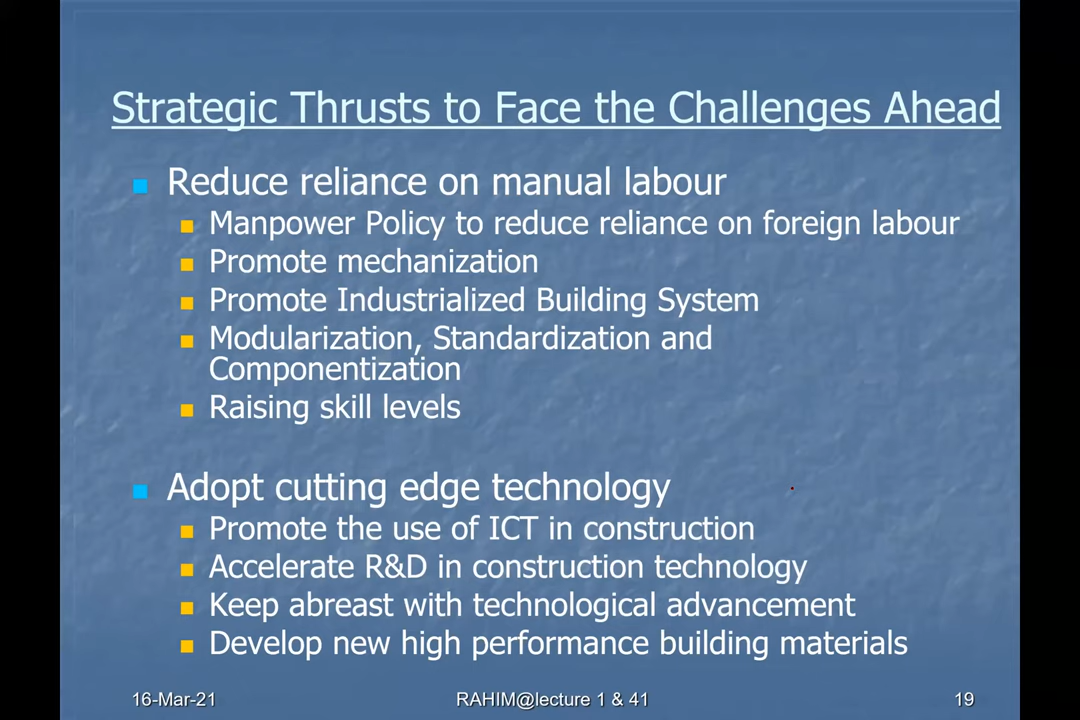 Strategic Thrusts to Face the Challenges Ahead
Reduce reliance on manual labour
Manpower Policy to reduce reliance on foreign labour
Promote mechanization
Promote Industrialized Building System
Modularization, Standardization and
Componentization
Raising skill levels
Adopt cutting edge technology
Promote the use of ICT in construction
Accelerate R&D in construction technology
Keep abreast with technological advancement
Develop new high performance building materials
16-Mar-21
RAHIM@lecture 1 & 41
19